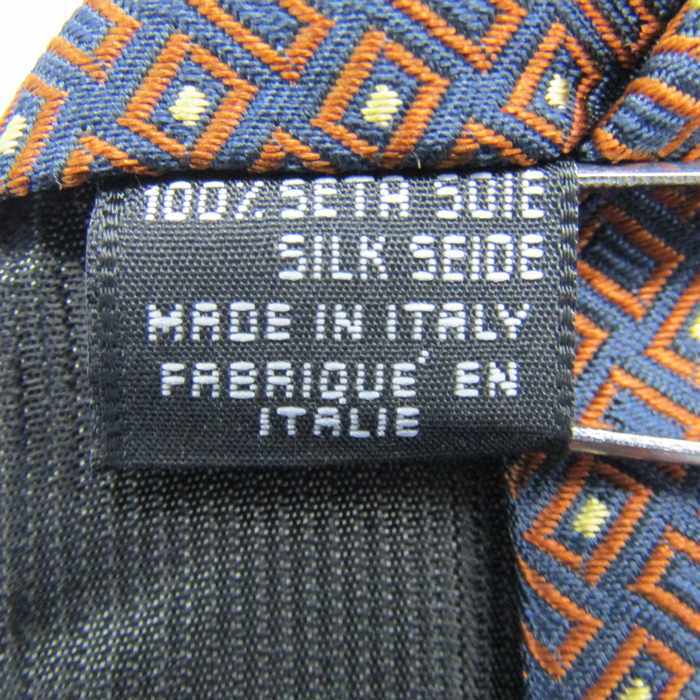 100% SETA SOIE
SILK SEIDE
MADE IN ITALY
FABRIQUE' EN
ITALIE